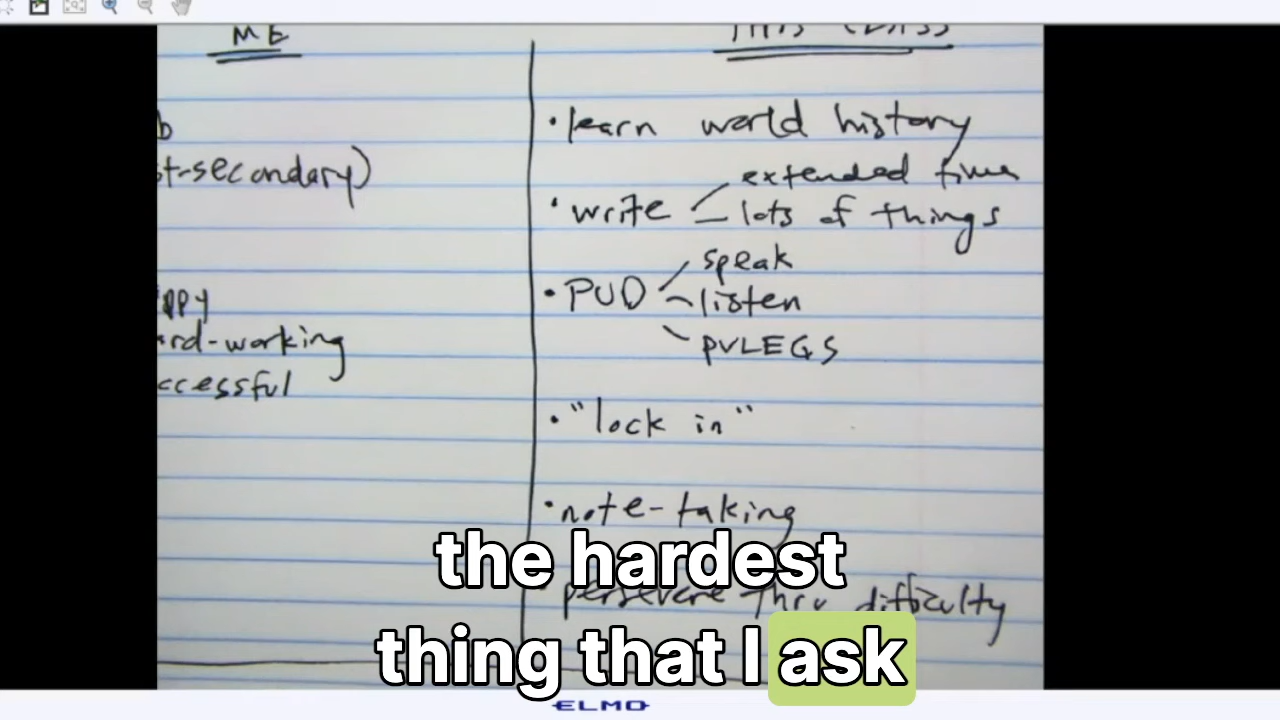 ME
THIS CLASS
b
st-secondary)
ppy
ard-working
ccessful
• learn world history
• write
extended time
lots of things
• PUD
speak
listen
PVLEGS
• "lock in"
• note-taking
• persevere thru difficulty
the hardest
thing that I ask
ELMO